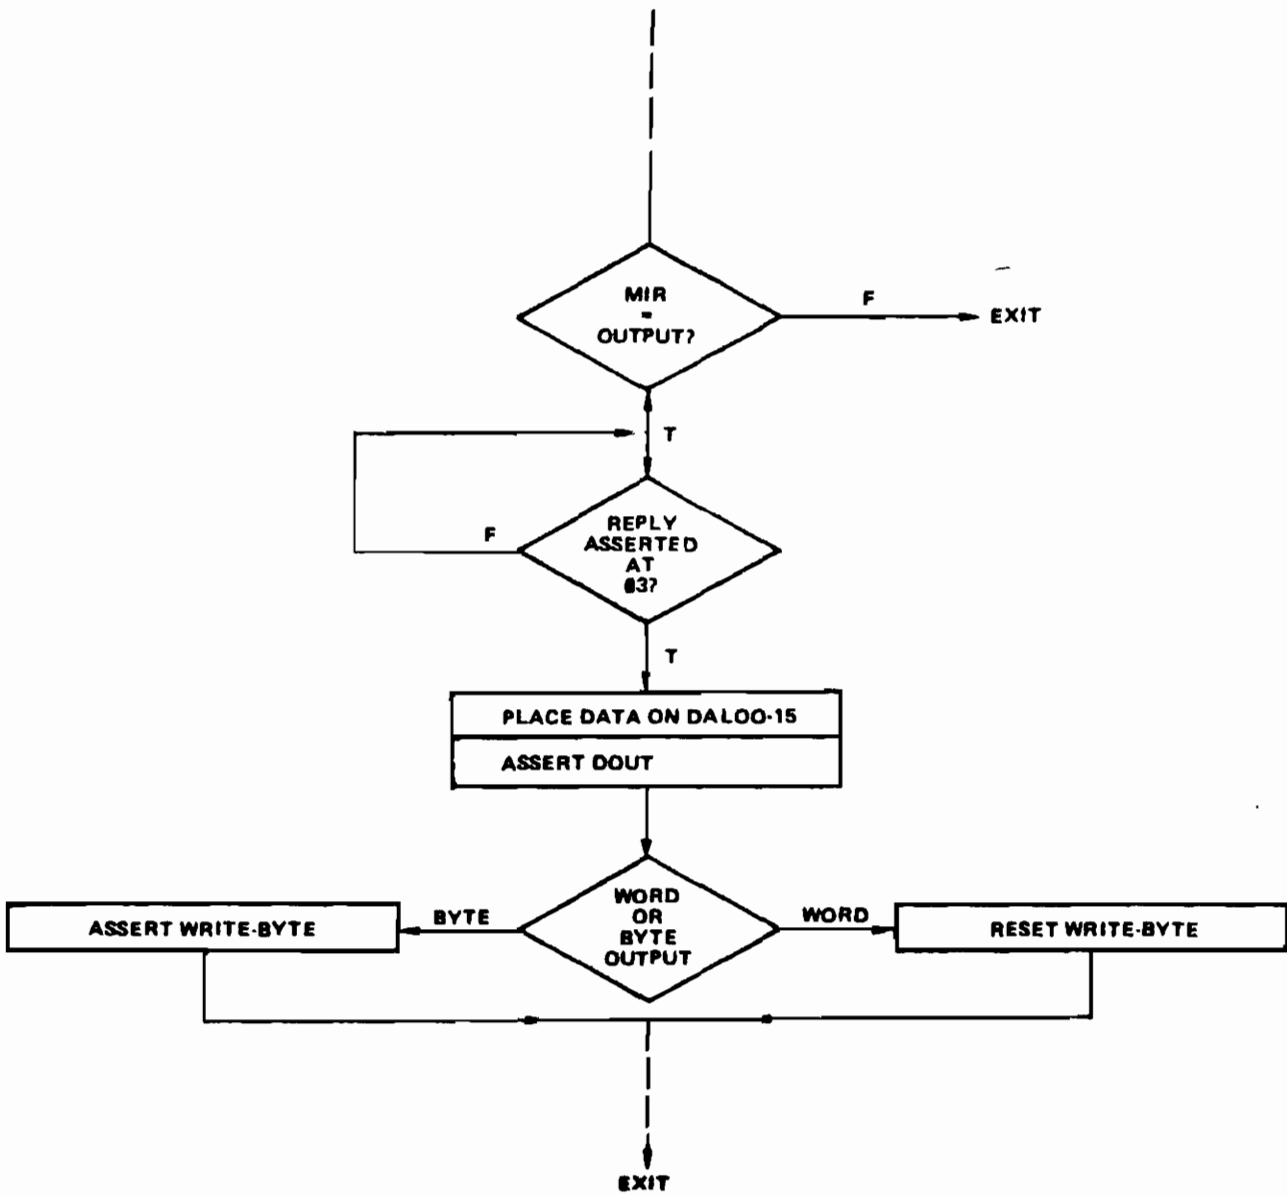 MIR
=
OUTPUT?
F
EXIT
T
REPLY
ASSERTED
AT
F
T
PLACE DATA ON DAL00-15
ASSERT DOUT
WORD
OR
BYTE
OUTPUT
BYTE
WORD
ASSERT WRITE-BYTE
RESET WRITE-BYTE
EXIT